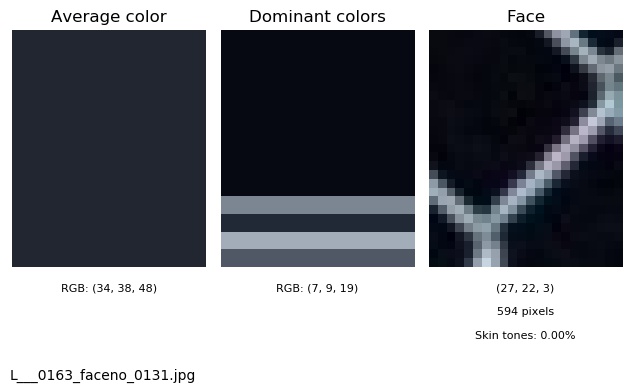 Average color
Dominant colors
Face
RGB: (34, 38, 48)
RGB: (7, 9, 19)
(27, 22, 3)
594 pixels
Skin tones: 0.00%
L___0163_faceno_0131.jpg